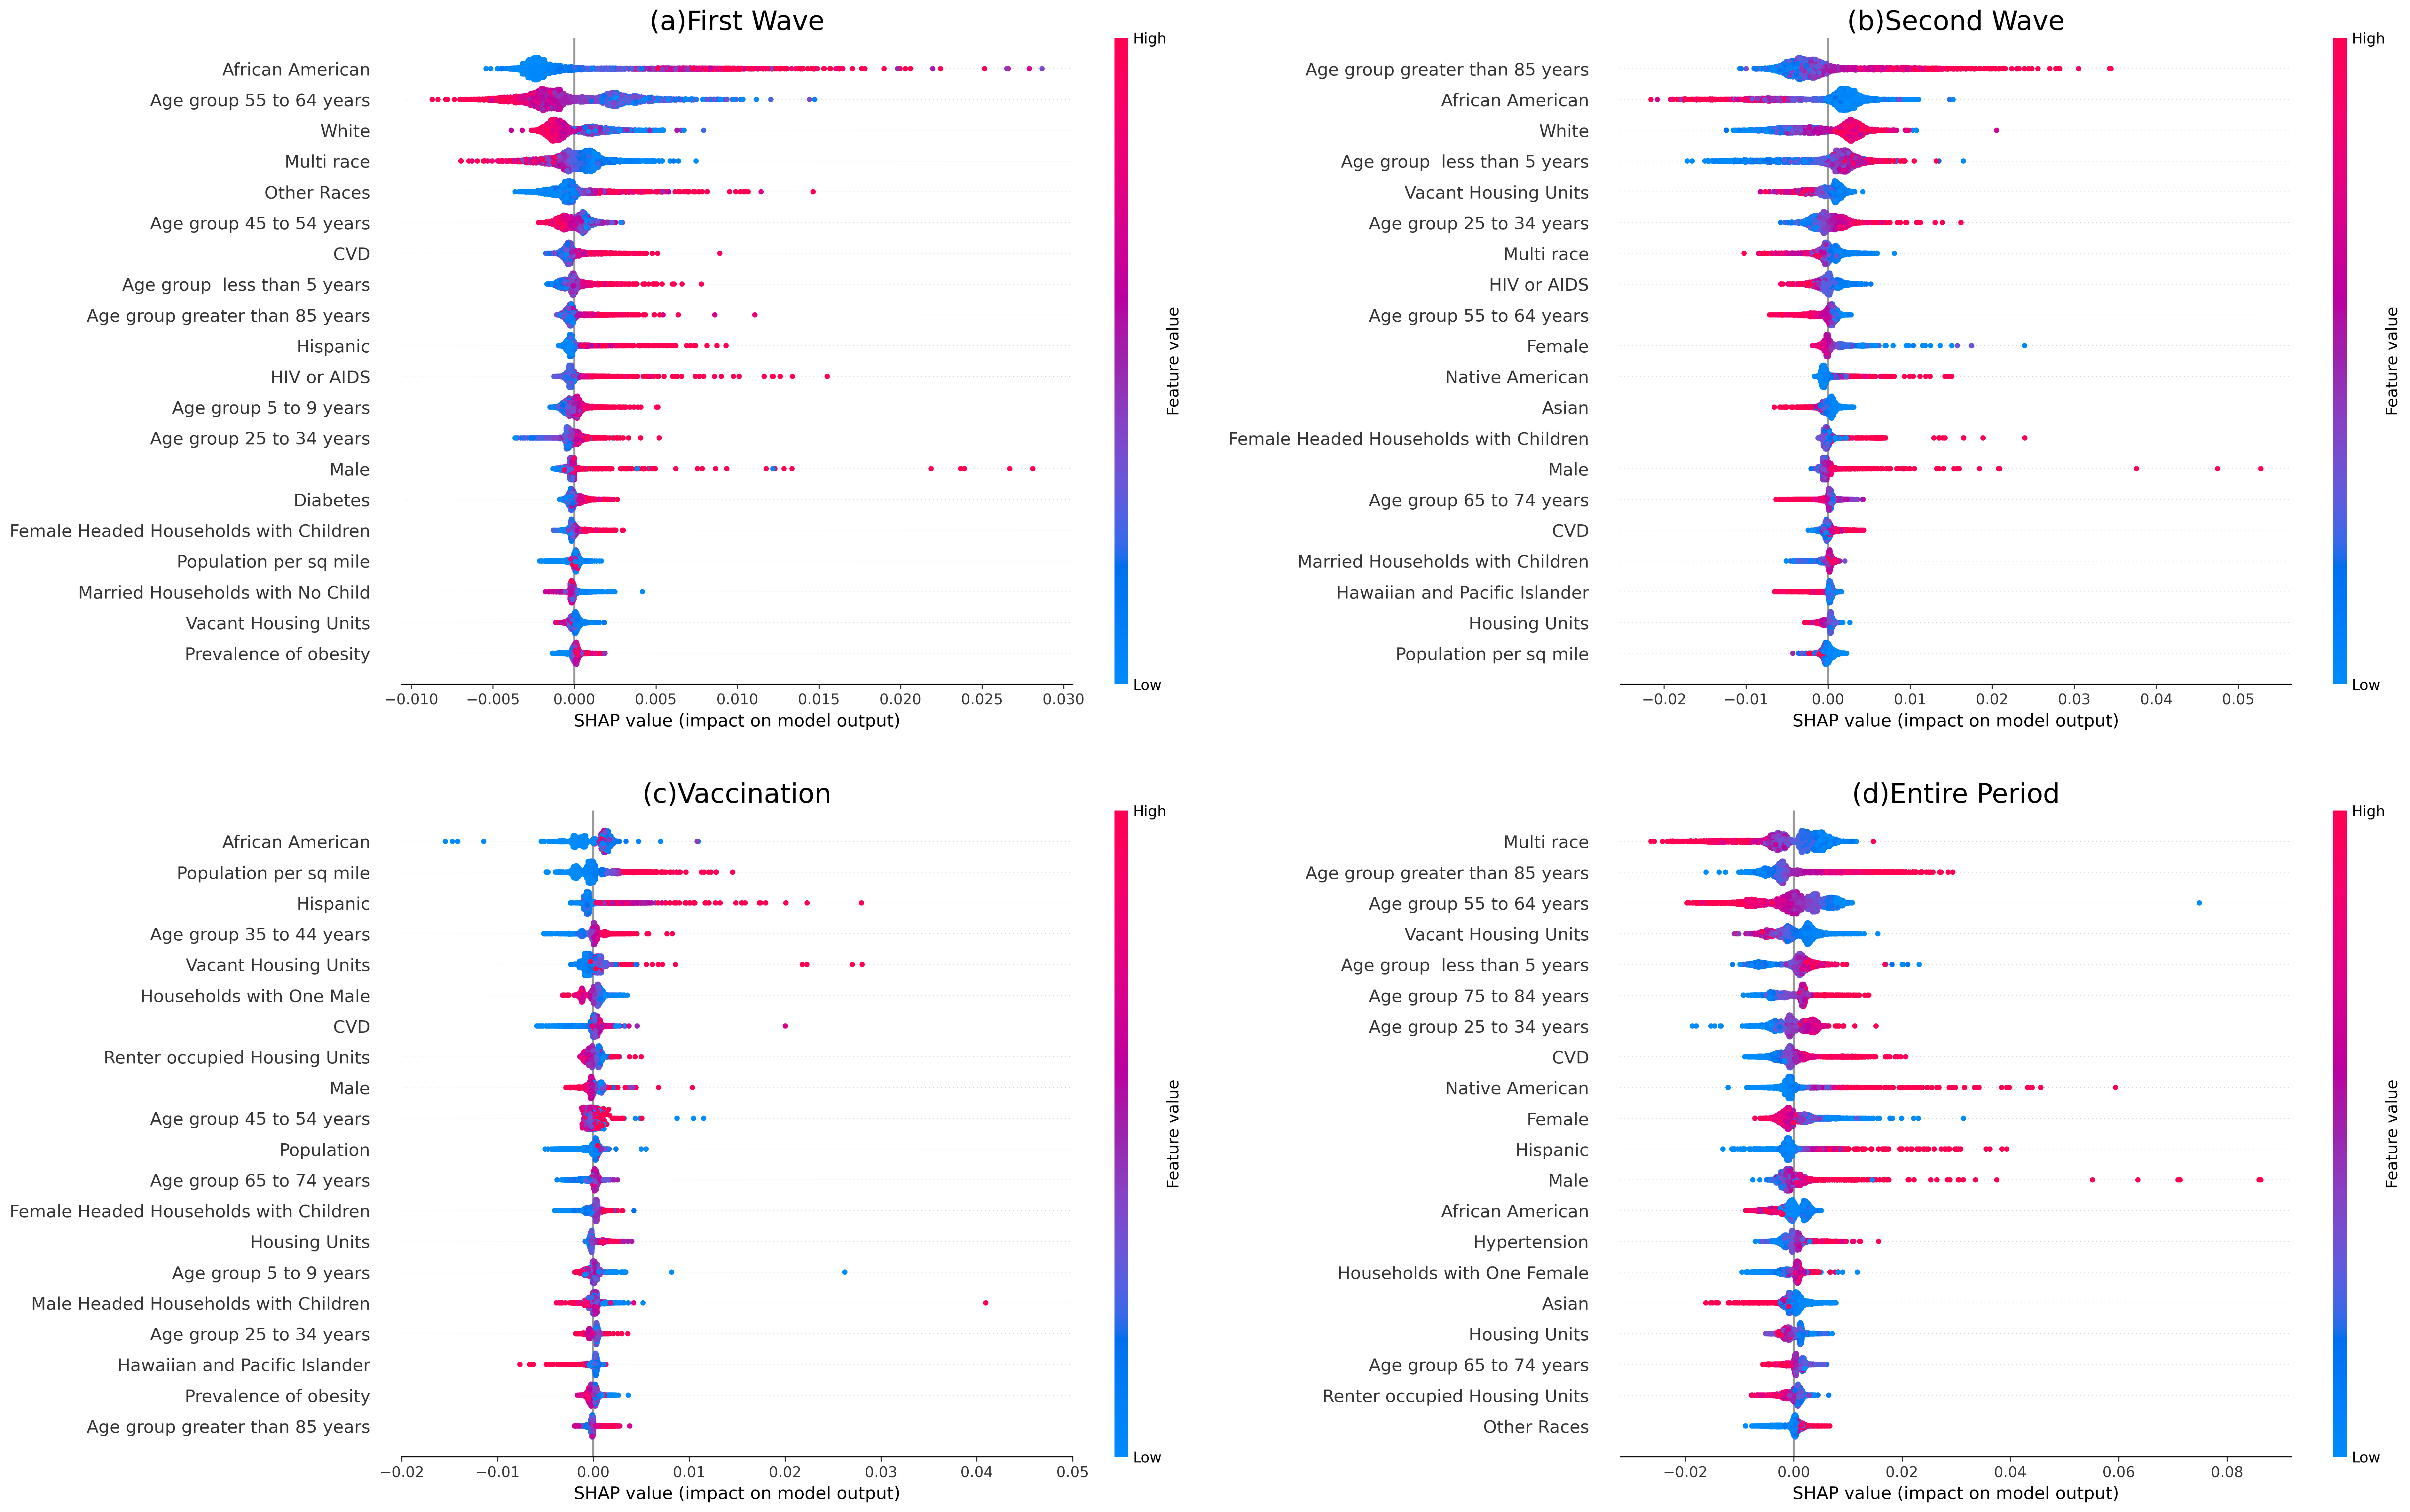 (a)First Wave
African American
Age group 55 to 64 years
White
Multi race
Other Races
Age group 45 to 54 years
CVD
Age group  less than 5 years
Age group greater than 85 years
Hispanic
HIV or AIDS
Age group 5 to 9 years
Age group 25 to 34 years
Male
Diabetes
Female Headed Households with Children
Population per sq mile
Married Households with No Child
Vacant Housing Units
Prevalence of obesity
−0.010 −0.005 0.000 0.005 0.010 0.015 0.020 0.025 0.030
SHAP value (impact on model output)
High
Feature value
Low
(b)Second Wave
Age group greater than 85 years
African American
White
Age group  less than 5 years
Vacant Housing Units
Age group 25 to 34 years
Multi race
HIV or AIDS
Age group 55 to 64 years
Female
Native American
Asian
Female Headed Households with Children
Male
Age group 65 to 74 years
CVD
Married Households with Children
Hawaiian and Pacific Islander
Housing Units
Population per sq mile
−0.02 −0.01 0.00 0.01 0.02 0.03 0.04 0.05
SHAP value (impact on model output)
High
Feature value
Low
(c)Vaccination
African American
Population per sq mile
Hispanic
Age group 35 to 44 years
Vacant Housing Units
Households with One Male
CVD
Renter occupied Housing Units
Male
Age group 45 to 54 years
Population
Age group 65 to 74 years
Female Headed Households with Children
Housing Units
Age group 5 to 9 years
Male Headed Households with Children
Age group 25 to 34 years
Hawaiian and Pacific Islander
Prevalence of obesity
Age group greater than 85 years
−0.02 −0.01 0.00 0.01 0.02 0.03 0.04 0.05
SHAP value (impact on model output)
High
Feature value
Low
(d)Entire Period
Multi race
Age group greater than 85 years
Age group 55 to 64 years
Vacant Housing Units
Age group  less than 5 years
Age group 75 to 84 years
Age group 25 to 34 years
CVD
Native American
Female
Hispanic
Male
African American
Hypertension
Households with One Female
Asian
Housing Units
Age group 65 to 74 years
Renter occupied Housing Units
Other Races
−0.02 0.00 0.02 0.04 0.06 0.08
SHAP value (impact on model output)
High
Feature value
Low